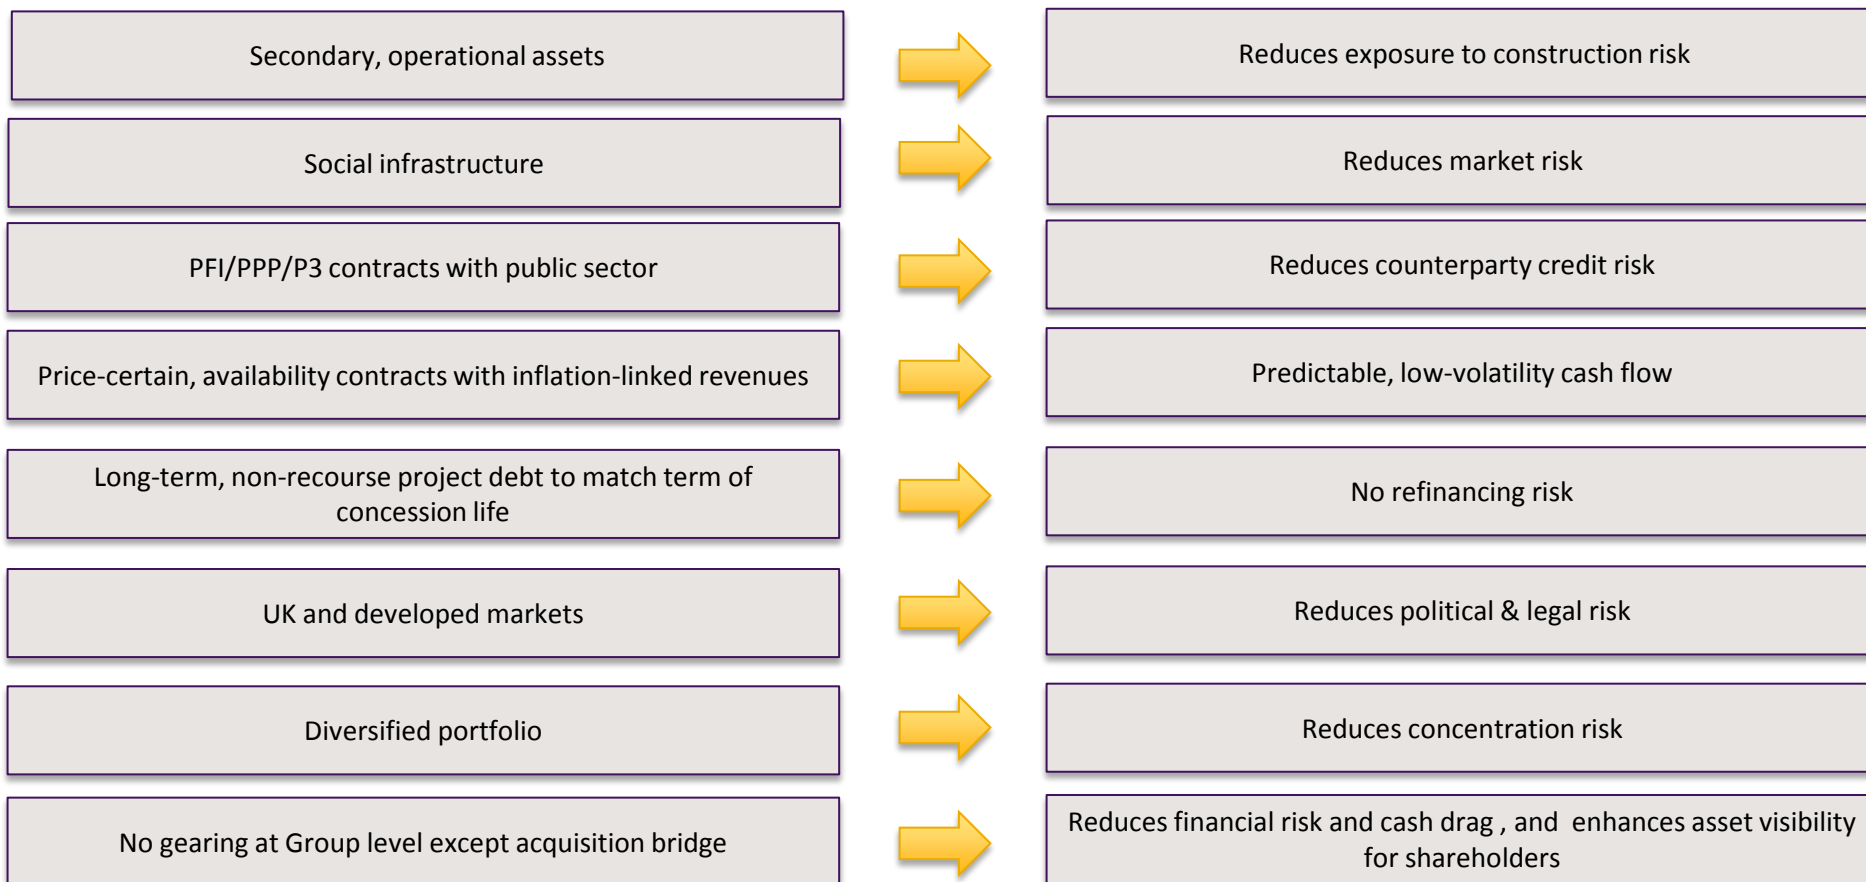 Secondary, operational assets
Reduces exposure to construction risk
Social infrastructure
Reduces market risk
PFI/PPP/P3 contracts with public sector
Reduces counterparty credit risk
Price-certain, availability contracts with inflation-linked revenues
Predictable, low-volatility cash flow
Long-term, non-recourse project debt to match term of
concession life
No refinancing risk
UK and developed markets
Reduces political & legal risk
Diversified portfolio
Reduces concentration risk
No gearing at Group level except acquisition bridge
Reduces financial risk and cash drag , and  enhances asset visibility
for shareholders